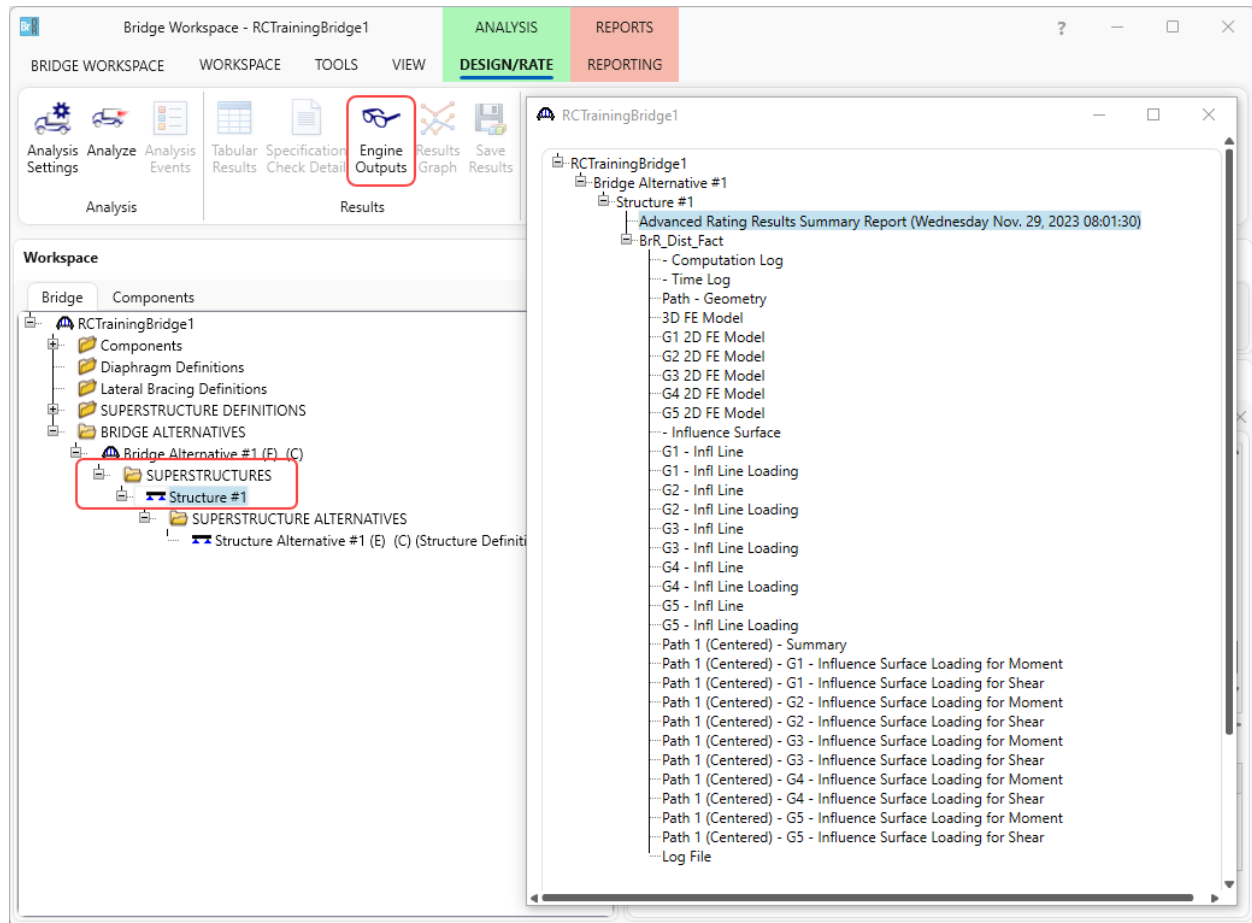 Br Bridge Workspace - RCTrainingBridge1 ANALYSIS REPORTS ?
BRIDGE WORKSPACE WORKSPACE TOOLS VIEW DESIGN/RATE REPORTING
Analysis Settings
Analyze
Analysis Events
Tabular Results
Specification Check Detail
Engine Outputs
Results Graph
Save Results
Analysis
Results
Workspace
Bridge Components
RCTrainingBridge1
Components
Diaphragm Definitions
Lateral Bracing Definitions
SUPERSTRUCTURE DEFINITIONS
BRIDGE ALTERNATIVES
Bridge Alternative #1 (E) (C)
SUPERSTRUCTURES
Structure #1
SUPERSTRUCTURE ALTERNATIVES
Structure Alternative #1 (E) (C) (Structure Definiti
RCTrainingBridge1
RCTrainingBridge1
Bridge Alternative #1
Structure #1
Advanced Rating Results Summary Report (Wednesday Nov. 29, 2023 08:01:30)
BrR_Dist_Fact
- Computation Log
- Time Log
Path - Geometry
3D FE Model
G1 2D FE Model
G2 2D FE Model
G3 2D FE Model
G4 2D FE Model
G5 2D FE Model
- Influence Surface
G1 - Infl Line
G1 - Infl Line Loading
G2 - Infl Line
G2 - Infl Line Loading
G3 - Infl Line
G3 - Infl Line Loading
G4 - Infl Line
G4 - Infl Line Loading
G5 - Infl Line
G5 - Infl Line Loading
Path 1 (Centered) - Summary
Path 1 (Centered) - G1 - Influence Surface Loading for Moment
Path 1 (Centered) - G1 - Influence Surface Loading for Shear
Path 1 (Centered) - G2 - Influence Surface Loading for Moment
Path 1 (Centered) - G2 - Influence Surface Loading for Shear
Path 1 (Centered) - G3 - Influence Surface Loading for Moment
Path 1 (Centered) - G3 - Influence Surface Loading for Shear
Path 1 (Centered) - G4 - Influence Surface Loading for Moment
Path 1 (Centered) - G4 - Influence Surface Loading for Shear
Path 1 (Centered) - G5 - Influence Surface Loading for Moment
Path 1 (Centered) - G5 - Influence Surface Loading for Shear
Log File